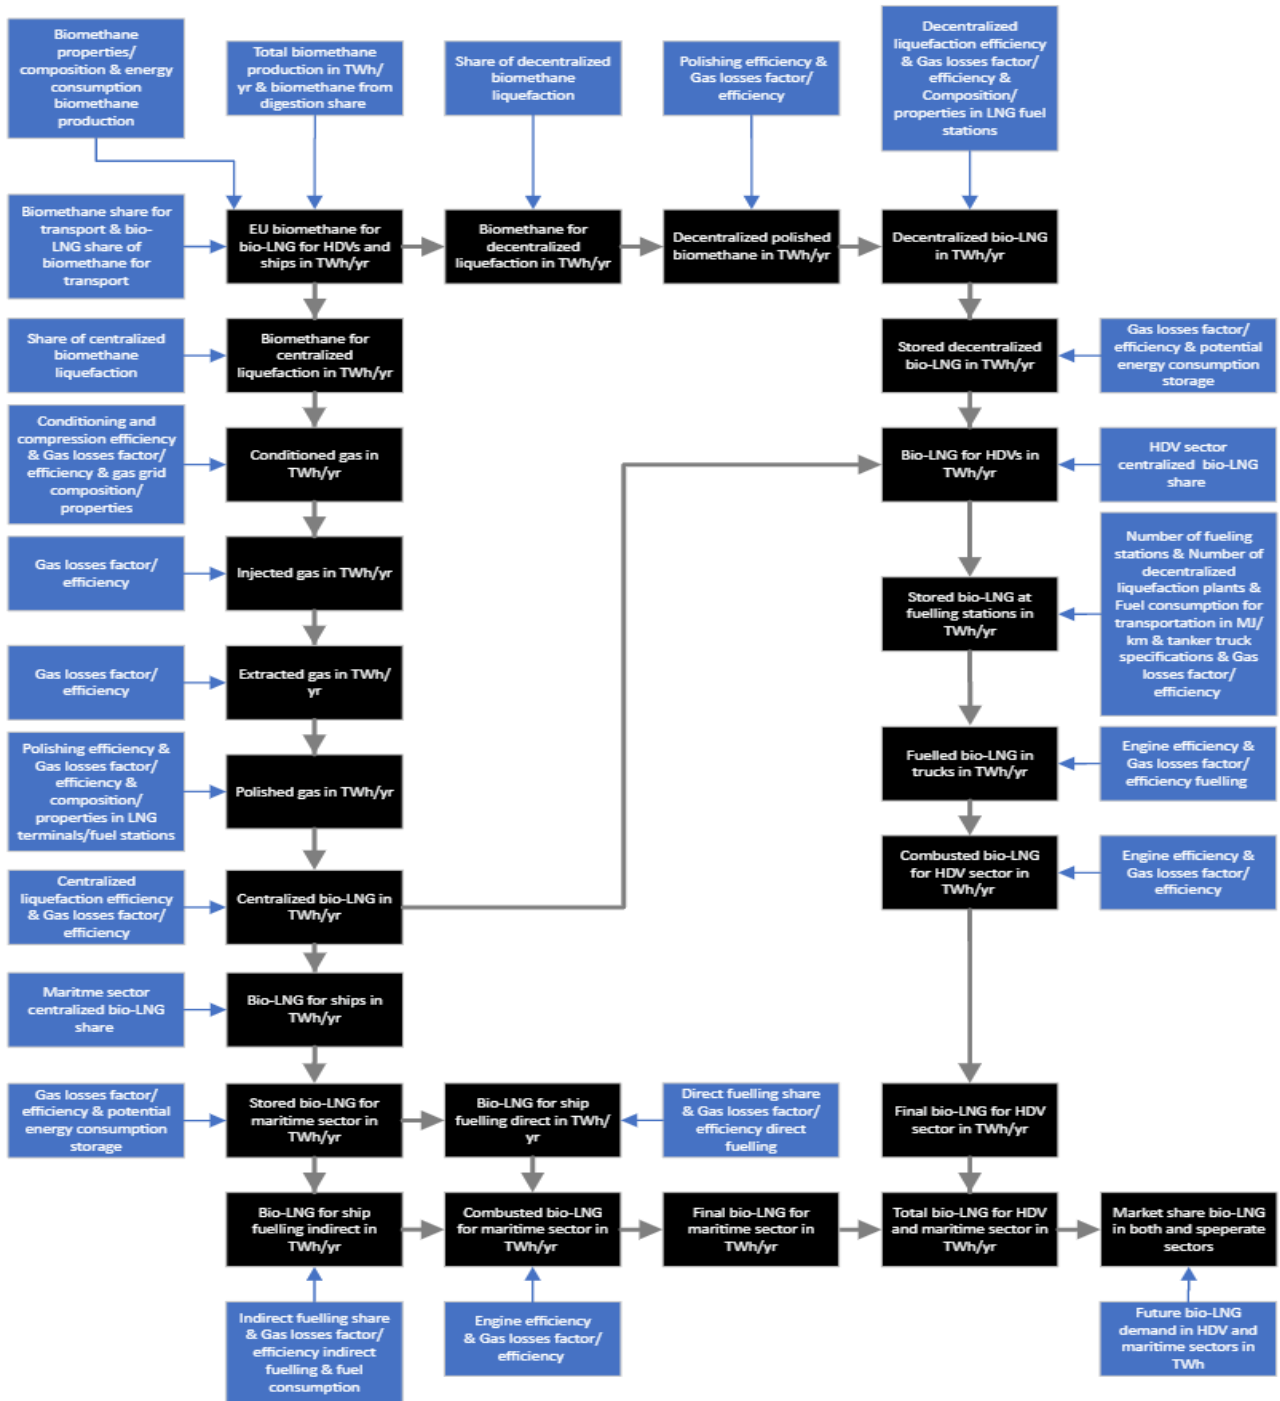 Biomethane
properties/
composition & energy
consumption
biomethane
production
Total biomethane
production in TWh/
yr & biomethane from
digestion share
Share of decentralized
biomethane
liquefaction
Polishing efficiency &
Gas losses factor/
efficiency
Decentralized
liquefaction efficiency
& Gas losses factor/
efficiency &
Composition/
properties in LNG fuel
stations
Biomethane share for
transport & bio-
LNG share of
biomethane for
transport
EU biomethane for
bio-LNG for HDVs and
ships in TWh/yr
Biomethane for
decentralized
liquefaction in TWh/yr
Decentralized polished
biomethane in TWh/yr
Decentralized bio-LNG
in TWh/yr
Share of centralized
biomethane
liquefaction
Biomethane for
centralized
liquefaction in TWh/yr
Stored decentralized
bio-LNG in TWh/yr
Gas losses factor/
efficiency & potential
energy consumption
storage
Conditioning and
compression efficiency
& Gas losses factor/
efficiency & gas grid
composition/
properties
Conditioned gas in
TWh/yr
Bio-LNG for HDVs in
TWh/yr
HDV sector
centralized bio-LNG
share
Gas losses factor/
efficiency
Injected gas in TWh/yr
Stored bio-LNG at
fuelling stations in
TWh/yr
Number of fueling
stations & Number of
decentralized
liquefaction plants &
Fuel consumption for
transportation in MJ/
km & tanker truck
specifications & Gas
losses factor/
efficiency
Gas losses factor/
efficiency
Extracted gas in TWh/
yr
Polishing efficiency &
Gas losses factor/
efficiency &
composition/
properties in LNG
terminals/fuel stations
Polished gas in TWh/yr
Fuelled bio-LNG in
trucks in TWh/yr
Engine efficiency &
Gas losses factor/
efficiency fuelling
Centralized
liquefaction efficiency
& Gas losses factor/
efficiency
Centralized bio-LNG in
TWh/yr
Combusted bio-LNG
for HDV sector in
TWh/yr
Engine efficiency &
Gas losses factor/
efficiency
Maritme sector
centralized bio-LNG
share
Bio-LNG for ships in
TWh/yr
Gas losses factor/
efficiency & potential
energy consumption
storage
Stored bio-LNG for
maritime sector in
TWh/yr
Bio-LNG for ship
fuelling direct in TWh/
yr
Direct fuelling share
& Gas losses factor/
efficiency direct
fuelling
Final bio-LNG for HDV
sector in TWh/yr
Bio-LNG for ship
fuelling indirect in
TWh/yr
Combusted bio-LNG
for maritime sector in
TWh/yr
Final bio-LNG for
maritime sector in
TWh/yr
Total bio-LNG for HDV
and maritime sector in
TWh/yr
Market share bio-LNG
in both and speperate
sectors
Indirect fuelling share
& Gas losses factor/
efficiency indirect
fuelling & fuel
consumption
Engine efficiency
& Gas losses factor/
efficiency
Future bio-LNG
demand in HDV and
maritime sectors in
TWh